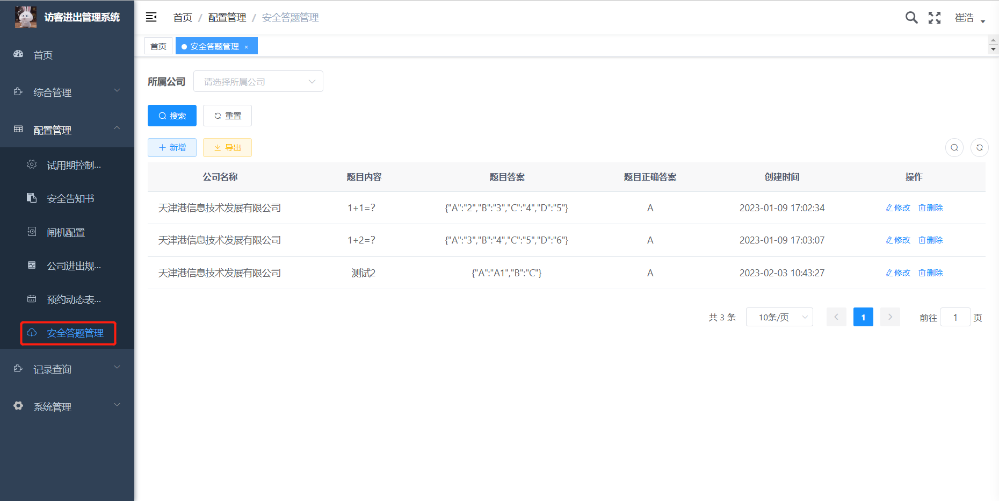 访客进出管理系统
首页
综合管理
配置管理
试用期控制...
安全告知书
闸机配置
公司进出规...
预约动态表...
安全答题管理
记录查询
系统管理
首页 / 配置管理 / 安全答题管理
崔浩
首页
安全答题管理 ×
所属公司 请选择所属公司
搜索 重置
新增 导出
公司名称 题目内容 题目答案 题目正确答案 创建时间 操作
天津港信息技术发展有限公司 1+1=? {"A":"2","B":"3","C":"4","D":"5"} A 2023-01-09 17:02:34 修改 删除
天津港信息技术发展有限公司 1+2=? {"A":"3","B":"4","C":"5","D":"6"} A 2023-01-09 17:03:07 修改 删除
天津港信息技术发展有限公司 测试2 {"A":"A1","B":"C"} A 2023-02-03 10:43:27 修改 删除
共 3 条 10条/页 1 前往 1 页